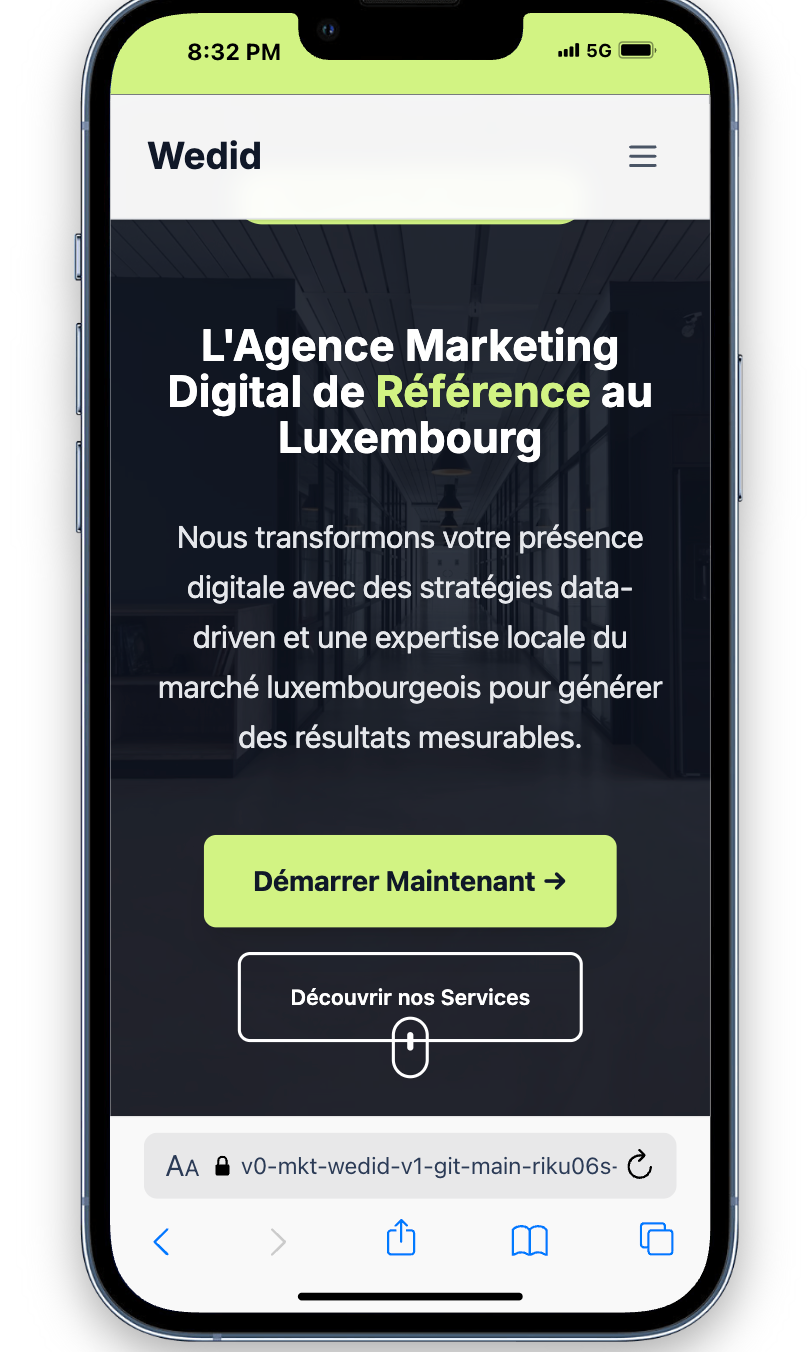 8:32 PM 5G
Wedid
L'Agence Marketing
Digital de Référence au
Luxembourg
Nous transformons votre présence
digitale avec des stratégies data-
driven et une expertise locale du
marché luxembourgeois pour générer
des résultats mesurables.
Démarrer Maintenant →
Découvrir nos Services
AA v0-mkt-wedid-v1-git-main-riku06s-